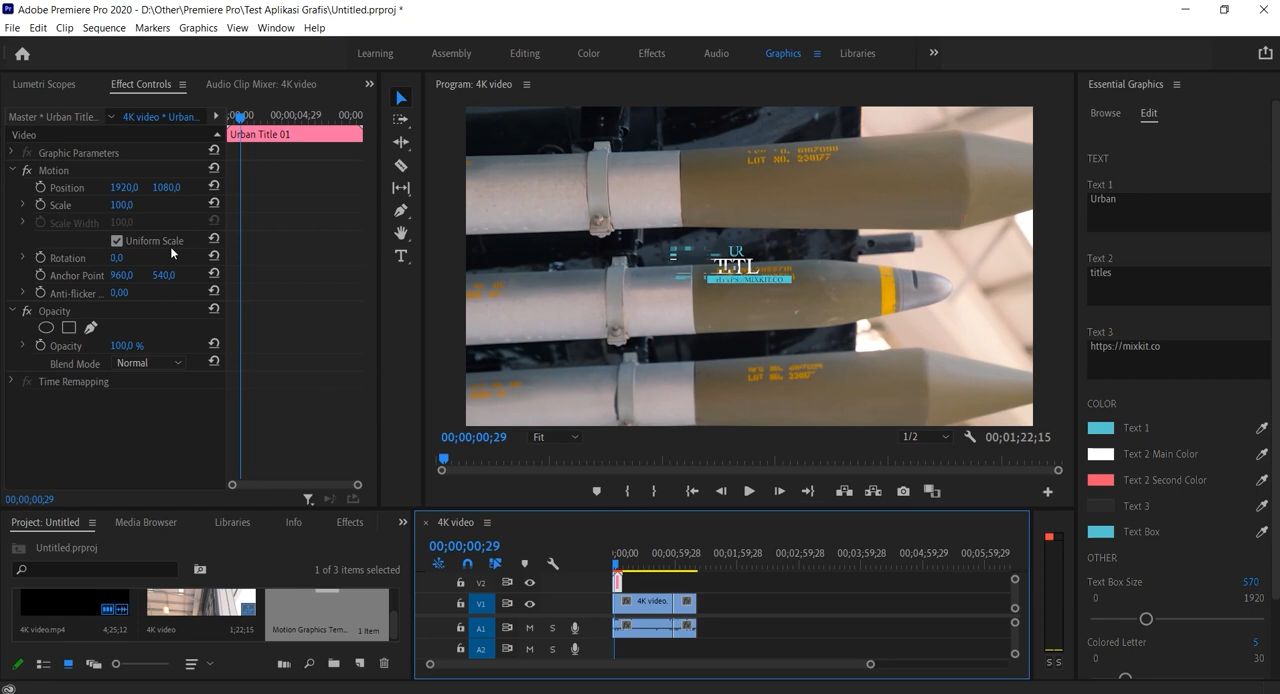 Adobe Premiere Pro 2020 - D:\Other\Premiere Pro\Test Aplikasi Grafis\Untitled.prproj *
File Edit Clip Sequence Markers Graphics View Window Help
Learning Assembly Editing Color Effects Audio Graphics Libraries
Lumetri Scopes Effect Controls Audio Clip Mixer: 4K video
Master * Urban Title... 4K video * Urban...
;00;00 00;00;04;29 00;00
Video
Urban Title 01
Graphic Parameters
Motion
Position 1920,0 1080,0
Scale 100,0
Scale Width 100,0
Uniform Scale
Rotation 0,0
Anchor Point 960,0 540,0
Anti-flicker ... 0,00
Opacity
Opacity 100,0 %
Blend Mode Normal
Time Remapping
00;00;00;29
Program: 4K video
LOT NO. 230177
UR
TITL
HTTPS://MIXKIT.CO
00;00;00;29 Fit 1/2 00;01;22;15
Essential Graphics
Browse Edit
TEXT
Text 1
Urban
Text 2
titles
Text 3
https://mixkit.co
COLOR
Text 1
Text 2 Main Color
Text 2 Second Color
Text 3
Text Box
OTHER
Text Box Size 570
0 1920
Colored Letter 5
0 30
Project: Untitled Media Browser Libraries Info Effects
Untitled.prproj
1 of 3 items selected
4K video.mp4 4;25;12
4K video 1;22;15
Motion Graphics Tem... 1 Item
4K video
00;00;00;29
;00;00 00;00;59;28 00;01;59;28 00;02;59;28 00;03;59;28 00;04;59;29 00;05;59;29
V2
V1 4K video.
A1 M S
A2 M S
S S